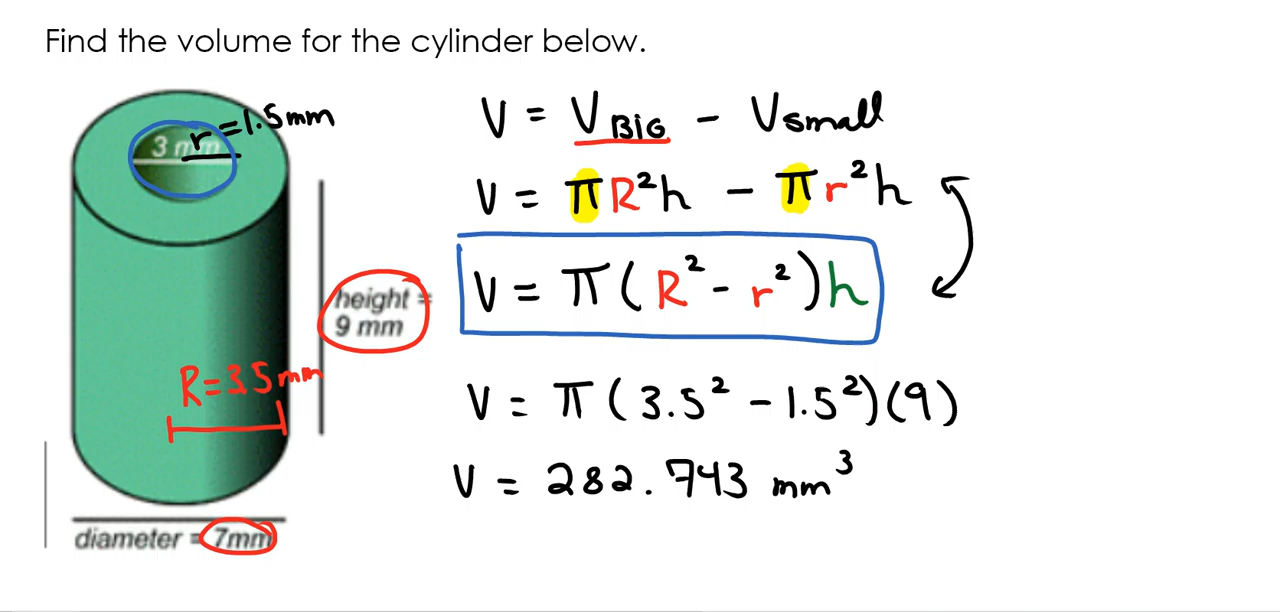 Find the volume for the cylinder below.
r = 1.5mm
3 mm
V = V BIG - V small
V = πR²h - πr²h
V = π(R² - r²)h
height =
9 mm
R = 3.5mm
V = π(3.5² - 1.5²)(9)
V = 282.743 mm³
diameter = 7mm